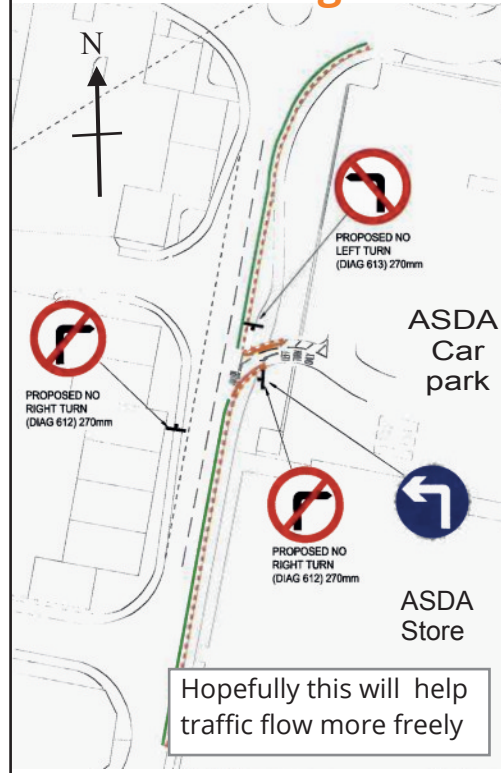 N
PROPOSED NO
LEFT TURN
(DIAG 613) 270mm
ASDA
Car
park
PROPOSED NO
RIGHT TURN
(DIAG 612) 270mm
PROPOSED NO
RIGHT TURN
(DIAG 612) 270mm
ASDA
Store
Hopefully this will help
traffic flow more freely